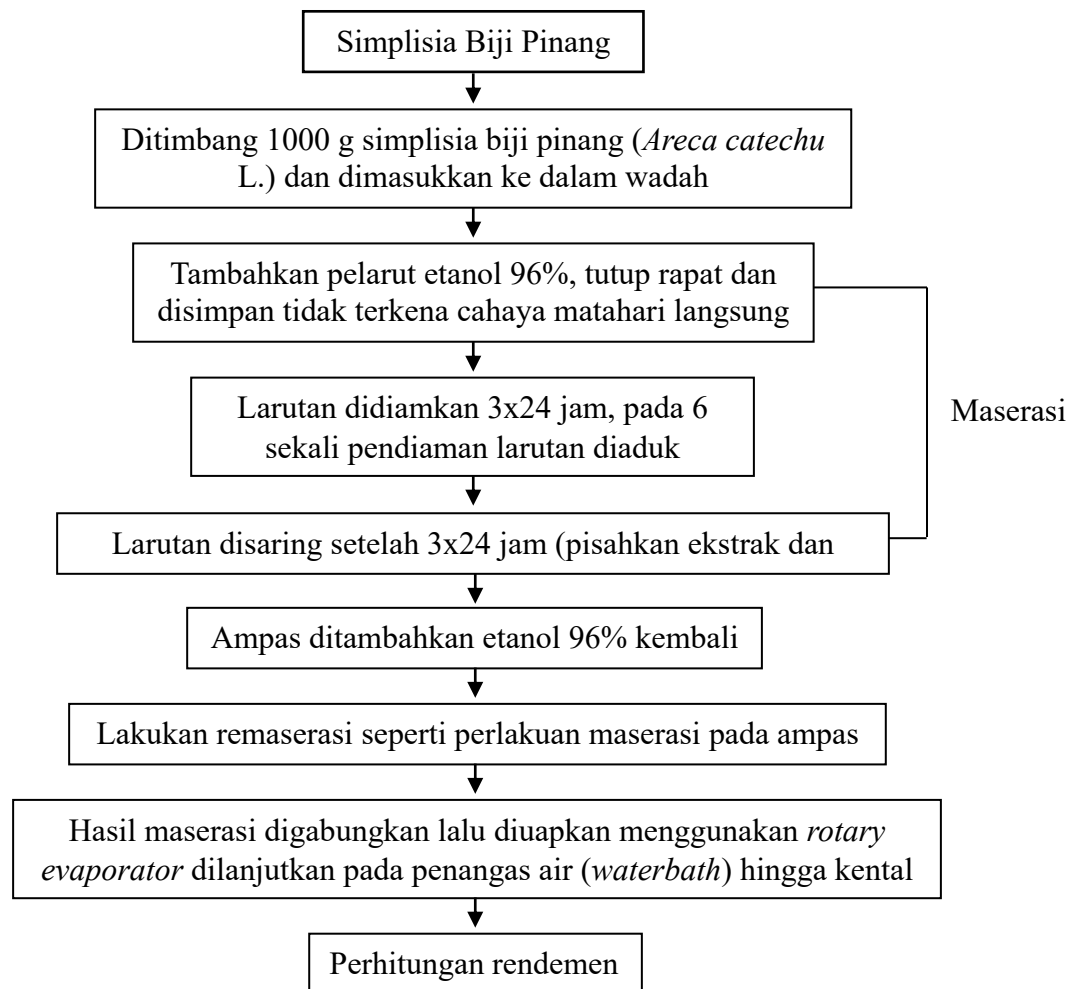 Simplisia Biji Pinang
Ditimbang 1000 g simplisia biji pinang (Areca catechu
L.) dan dimasukkan ke dalam wadah
Tambahkan pelarut etanol 96%, tutup rapat dan
disimpan tidak terkena cahaya matahari langsung
Larutan didiamkan 3x24 jam, pada 6
sekali pendiaman larutan diaduk
Maserasi
Larutan disaring setelah 3x24 jam (pisahkan ekstrak dan
Ampas ditambahkan etanol 96% kembali
Lakukan remaserasi seperti perlakuan maserasi pada ampas
Hasil maserasi digabungkan lalu diuapkan menggunakan rotary
evaporator dilanjutkan pada penangas air (waterbath) hingga kental
Perhitungan rendemen